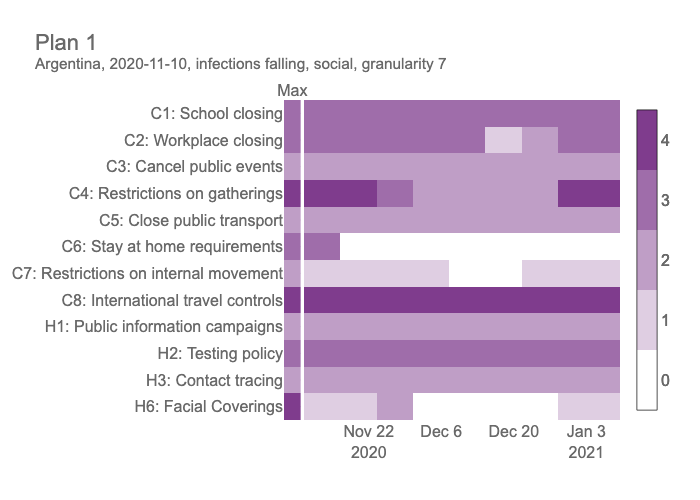 Plan 1
Argentina, 2020-11-10, infections falling, social, granularity 7
Max
C1: School closing
C2: Workplace closing
C3: Cancel public events
C4: Restrictions on gatherings
C5: Close public transport
C6: Stay at home requirements
C7: Restrictions on internal movement
C8: International travel controls
H1: Public information campaigns
H2: Testing policy
H3: Contact tracing
H6: Facial Coverings
Nov 22 Dec 6 Dec 20 Jan 3
2020 2021
4
3
2
1
0